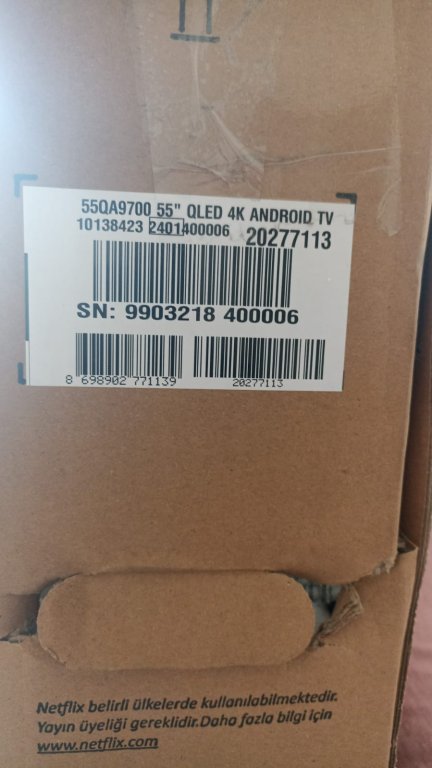 55QA9700 55" QLED 4K ANDROID TV
10138423 2401400006 20277113
SN: 9903218 400006
8 698902 771139 20277113
Netflix belirli ülkelerde kullanılabilmektedir.
Yayın üyeliği gereklidir.Daha fazla bilgi için
www.netflix.com